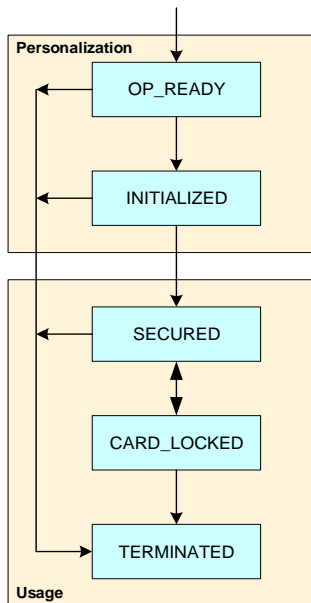 Personalization
OP_READY
INITIALIZED
SECURED
CARD_LOCKED
TERMINATED
Usage